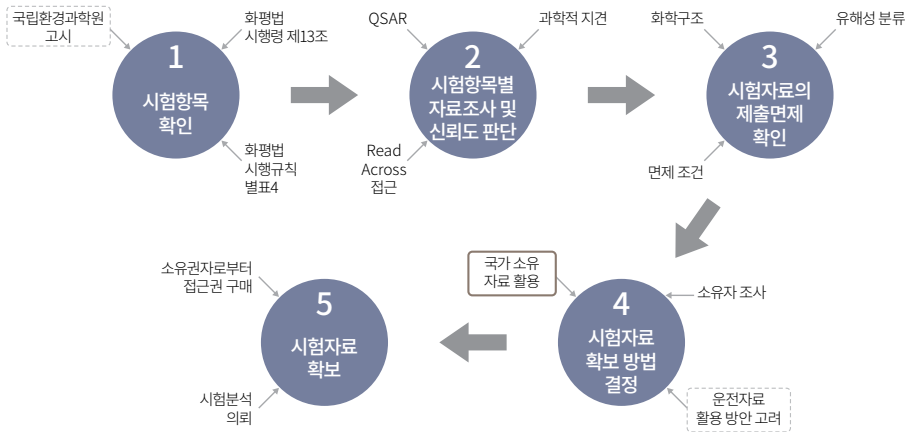 국립환경과학원
고시
화평법
시행령 제13조
1
시험항목
확인
화평법
시행규칙
별표4
QSAR
과학적 지견
2
시험항목별
자료조사 및
신뢰도 판단
Read
Across
접근
화학구조
유해성 분류
3
시험자료의
제출면제
확인
면제 조건
국가 소유
자료 활용
소유자 조사
4
시험자료
확보 방법
결정
운전자료
활용 방안 고려
소유권자로부터
접근권 구매
5
시험자료
확보
시험분석
의뢰